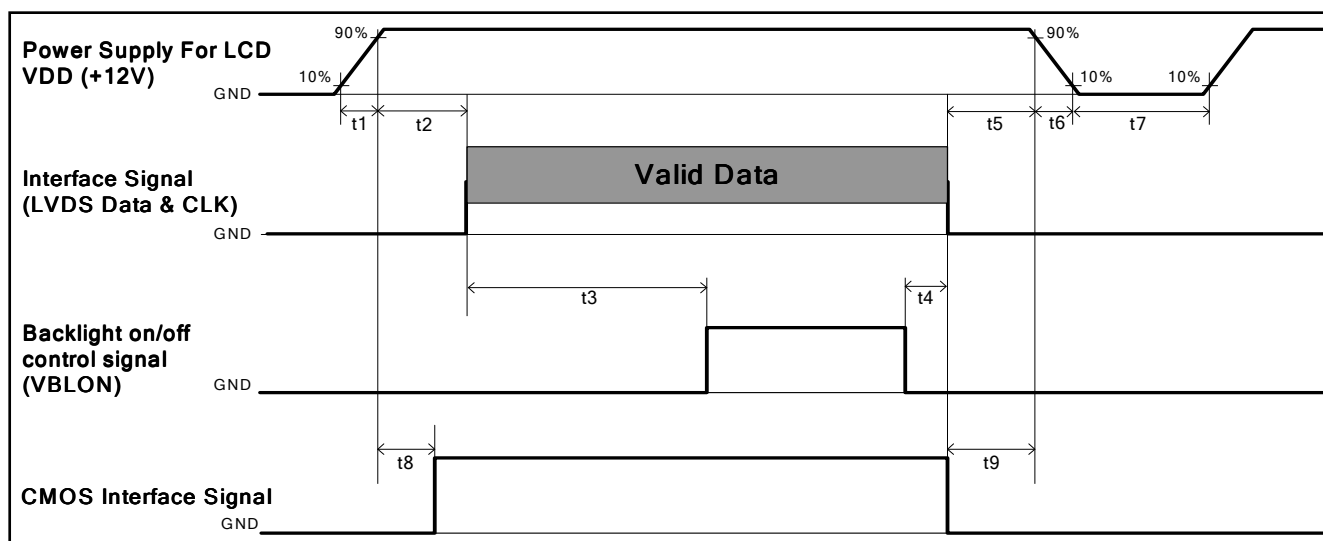 Power Supply For LCD
VDD (+12V)
90%
90%
10%
10%
10%
GND
t1
t2
t5
t6
t7
Interface Signal
(LVDS Data & CLK)
Valid Data
GND
t3
t4
Backlight on/off
control signal
(VBLON)
GND
t8
t9
CMOS Interface Signal
GND